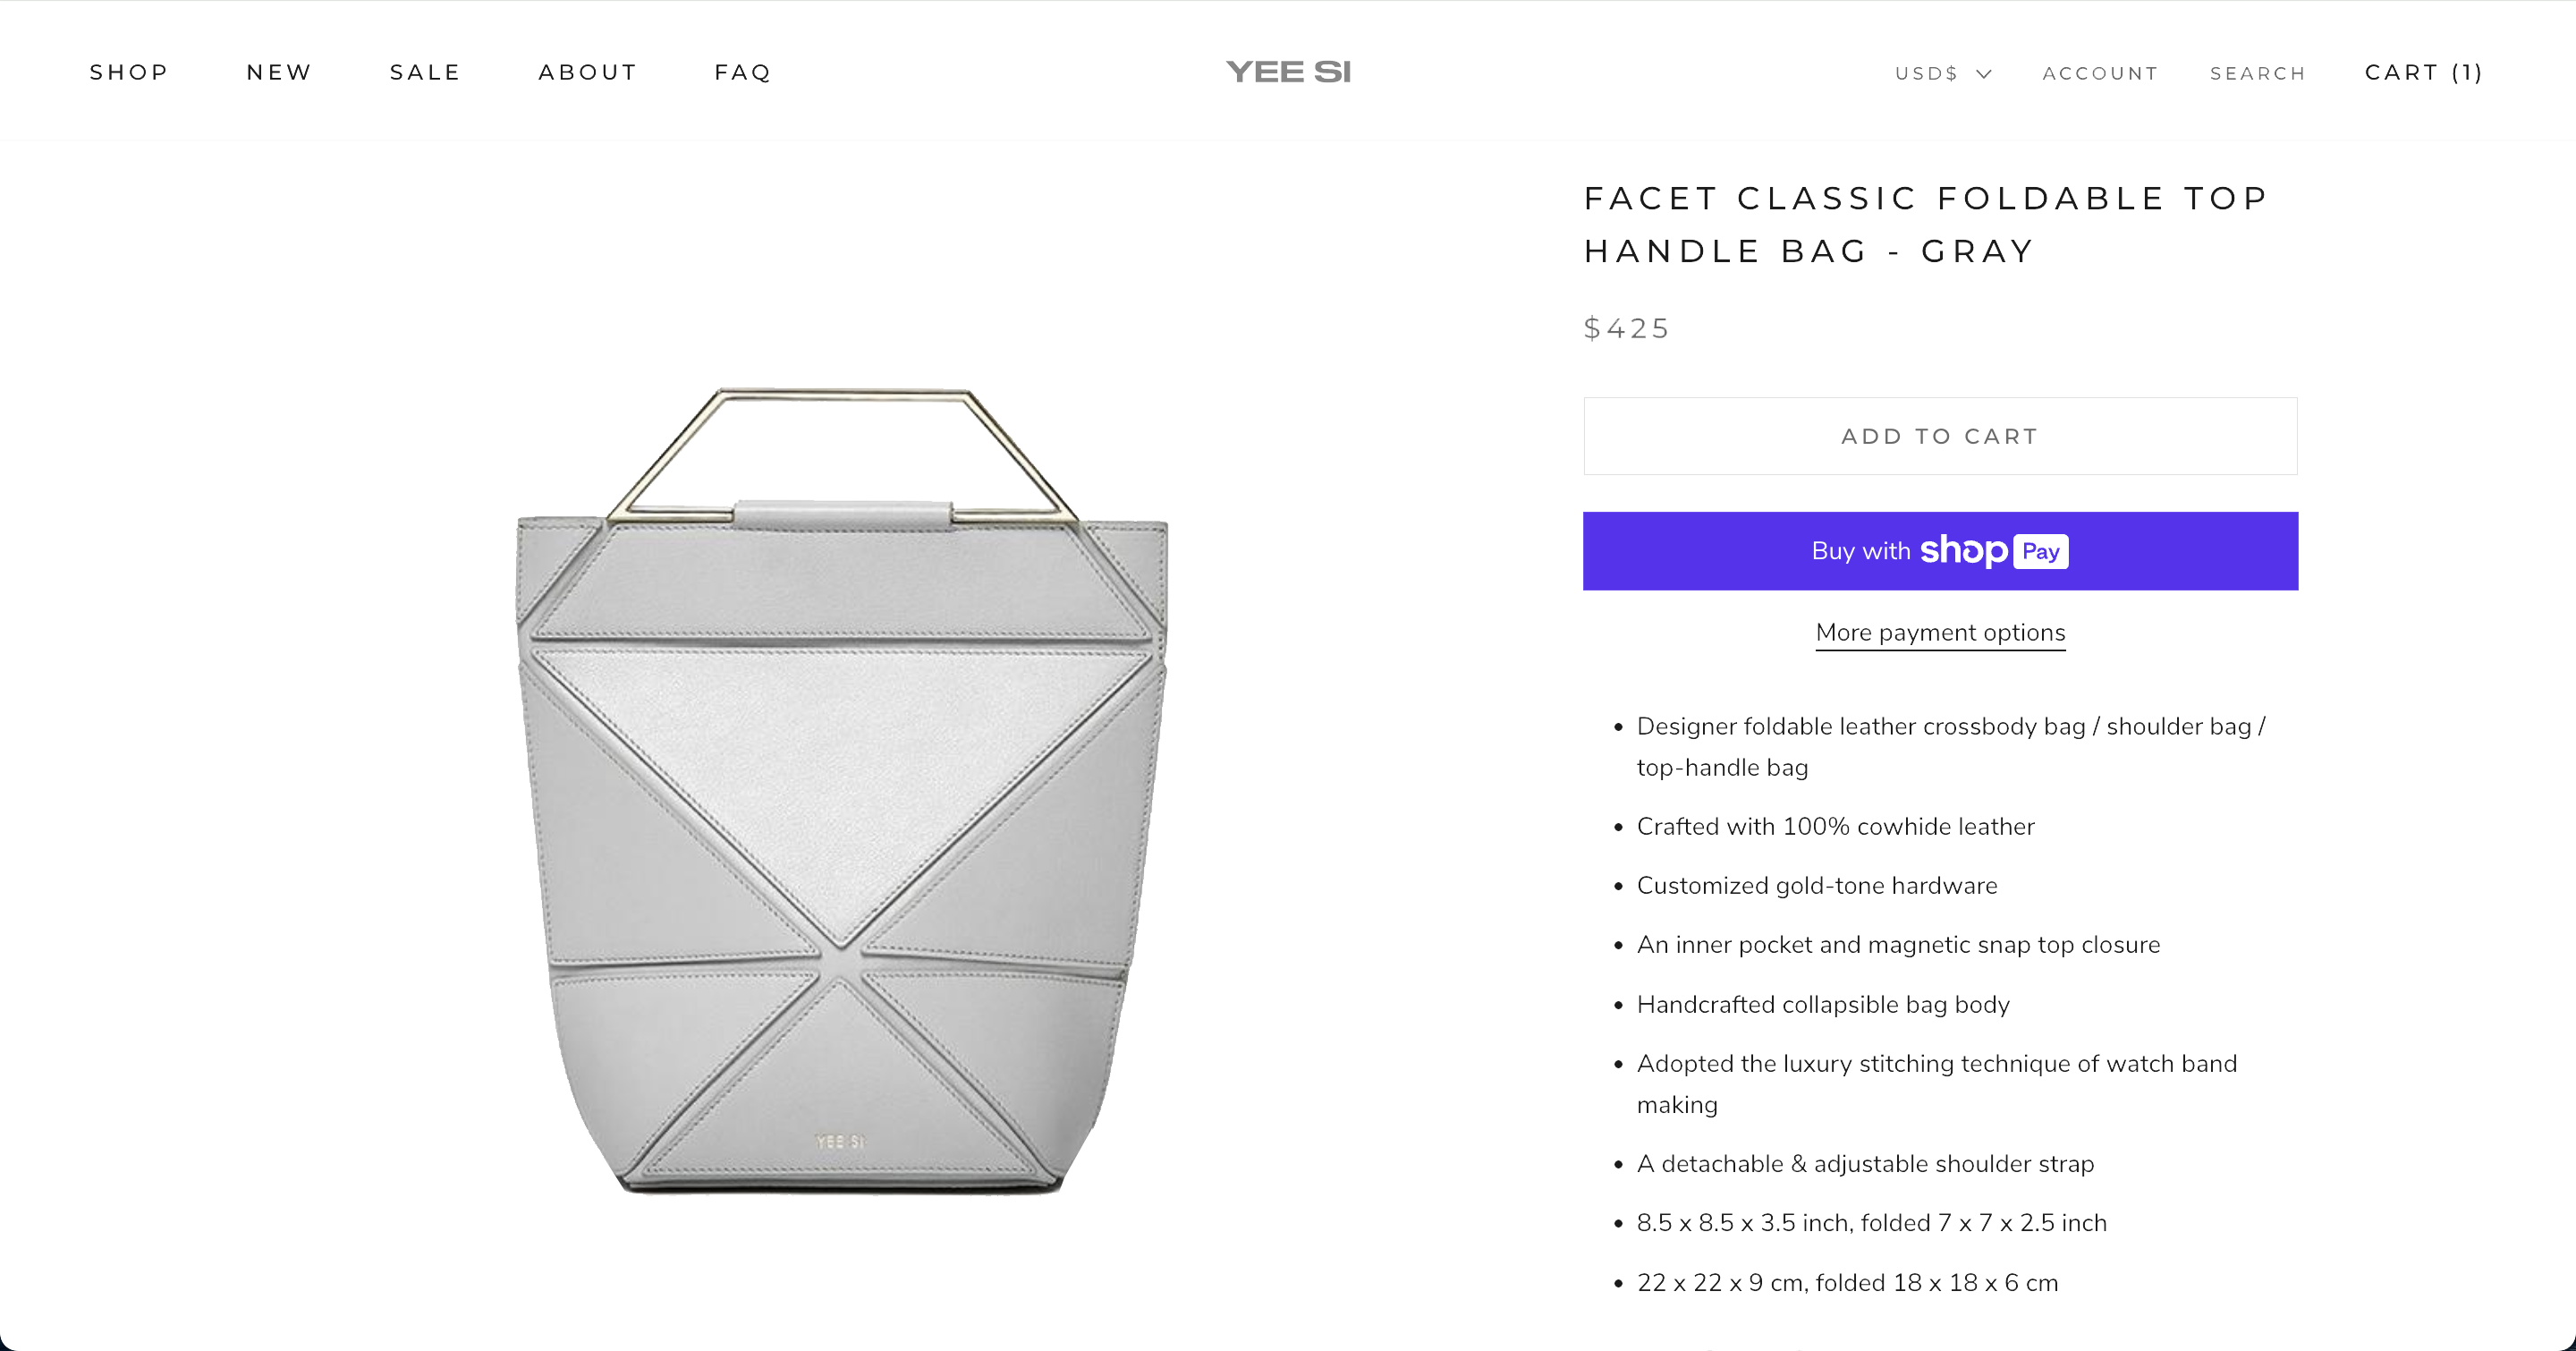 SHOP NEW SALE ABOUT FAQ YEE SI USD$ ACCOUNT SEARCH CART (1)
FACET CLASSIC FOLDABLE TOP
HANDLE BAG - GRAY
$425
ADD TO CART
Buy with shop Pay
More payment options
• Designer foldable leather crossbody bag / shoulder bag /
top-handle bag
• Crafted with 100% cowhide leather
• Customized gold-tone hardware
• An inner pocket and magnetic snap top closure
• Handcrafted collapsible bag body
• Adopted the luxury stitching technique of watch band
making
• A detachable & adjustable shoulder strap
• 8.5 x 8.5 x 3.5 inch, folded 7 x 7 x 2.5 inch
• 22 x 22 x 9 cm, folded 18 x 18 x 6 cm
YEE SI